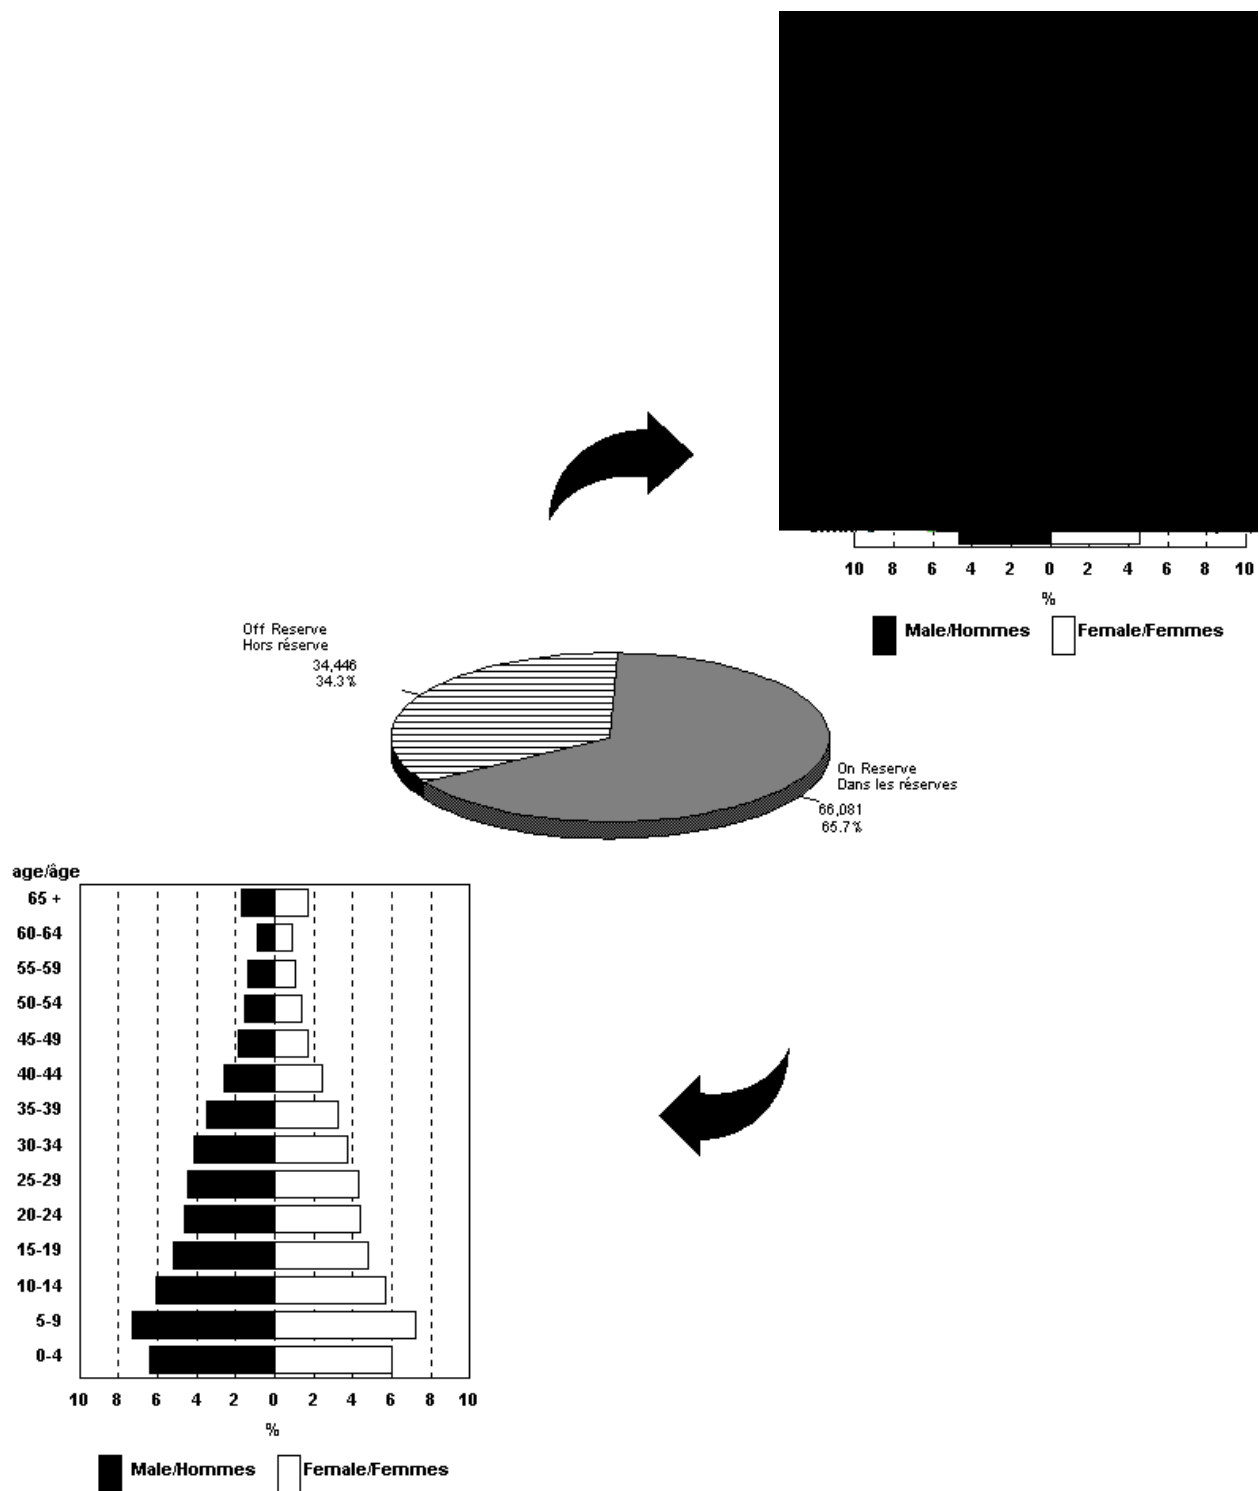 10 8 6 4 2 0 2 4 6 8 10
%
Male/Hommes Female/Femmes
Off Reserve
Hors réserve
34,446
34.3%
On Reserve
Dans les réserves
66,081
65.7%
age/âge
65 +
60-64
55-59
50-54
45-49
40-44
35-39
30-34
25-29
20-24
15-19
10-14
5-9
0-4
10 8 6 4 2 0 2 4 6 8 10
%
Male/Hommes Female/Femmes